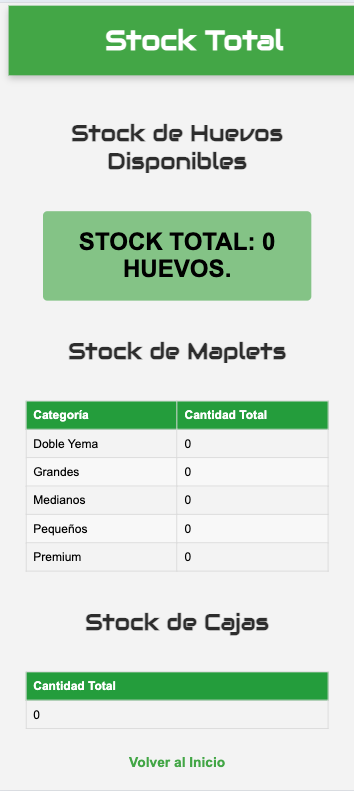 Stock Total
Stock de Huevos
Disponibles
STOCK TOTAL: 0
HUEVOS.
Stock de Maplets
Categoría Cantidad Total
Doble Yema 0
Grandes 0
Medianos 0
Pequeños 0
Premium 0
Stock de Cajas
Cantidad Total
0
Volver al Inicio